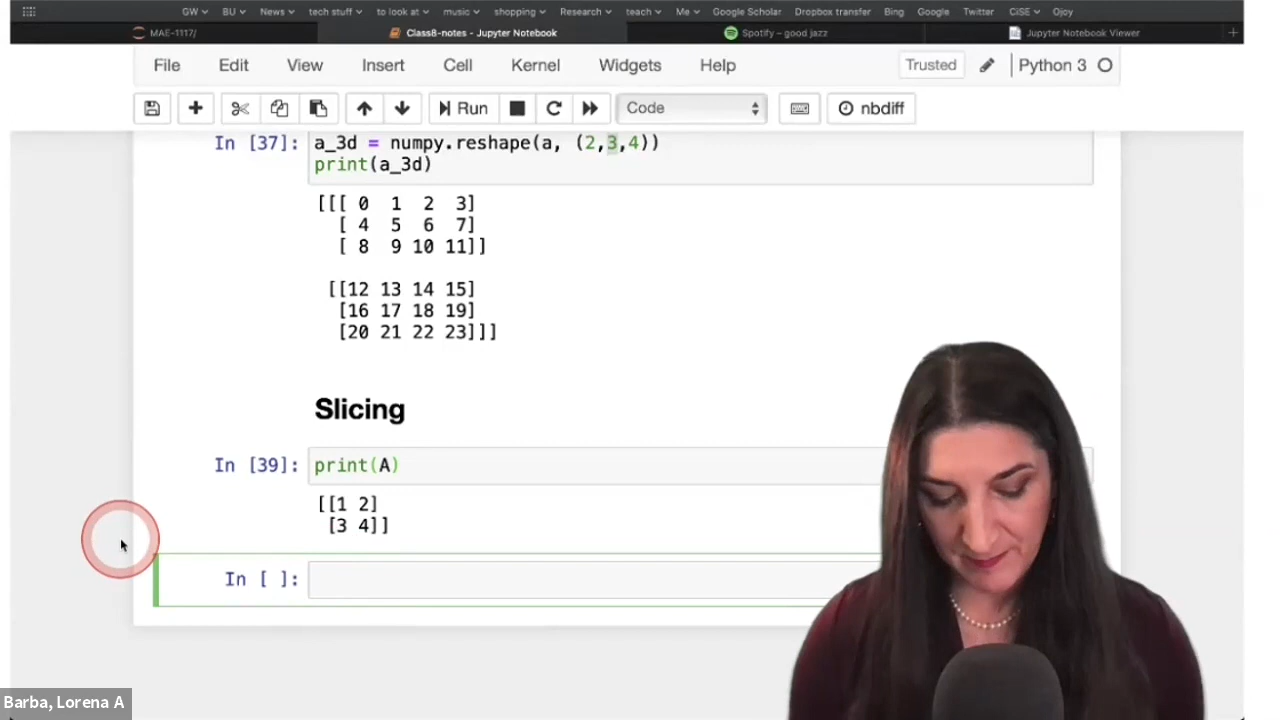 GW BU News tech stuff to look at music shopping Research teach Me Google Scholar Dropbox transfer Bing Google Twitter CiSE Ojoy
MAE-1117/ Class8-notes - Jupyter Notebook Spotify – good jazz Jupyter Notebook Viewer +
File Edit View Insert Cell Kernel Widgets Help Trusted Python 3
Run Code nbdiff
In [37]: a_3d = numpy.reshape(a, (2,3,4))
print(a_3d)
[[[ 0 1 2 3]
[ 4 5 6 7]
[ 8 9 10 11]]
[[12 13 14 15]
[16 17 18 19]
[20 21 22 23]]]
Slicing
In [39]: print(A)
[[1 2]
[3 4]]
In [ ]:
Barba, Lorena A